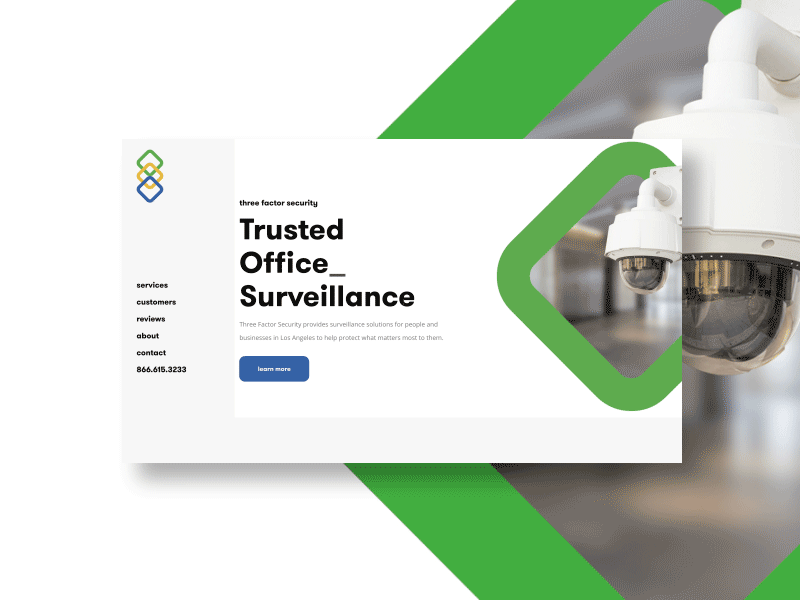 three factor security
Trusted
Office_
Surveillance
Three Factor Security provides surveillance solutions for people and
businesses in Los Angeles to help protect what matters most to them.
learn more
services
customers
reviews
about
contact
866.615.3233